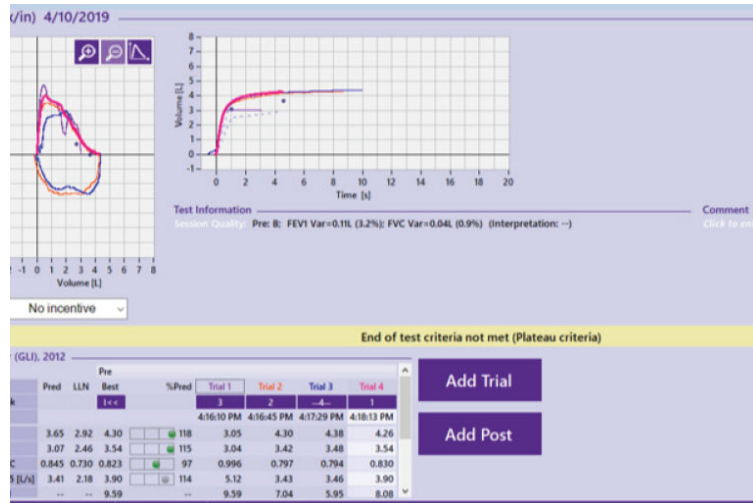 x/in) 4/10/2019
8
7
6
5
4
3
2
1
0
-1
Volume [L]
0 2 4 6 8 10 12 14 16 18 20
Time [s]
-1 0 1 2 3 4 5 6 7 8
Volume [L]
Test Information
Session Quality: Pre: B; FEV1 Var=0.11L (3.2%); FVC Var=0.04L (0.9%) (Interpretation: --)
Comment
Click to en
No incentive
End of test criteria not met (Plateau criteria)
(GLI), 2012
Pre
Pred LLN Best %Pred Trial 1 Trial 2 Trial 3 Trial 4
k I<< 3 2 --4-- 1
4:16:10 PM 4:16:45 PM 4:17:29 PM 4:18:13 PM
3.65 2.92 4.30 118 3.05 4.30 4.38 4.26
3.07 2.46 3.54 115 3.04 3.42 3.48 3.54
C 0.845 0.730 0.823 97 0.996 0.797 0.794 0.830
5 [L/s] 3.41 2.18 3.90 114 5.12 3.43 3.46 3.90
-- -- 9.59 9.59 7.04 5.95 8.08
Add Trial
Add Post